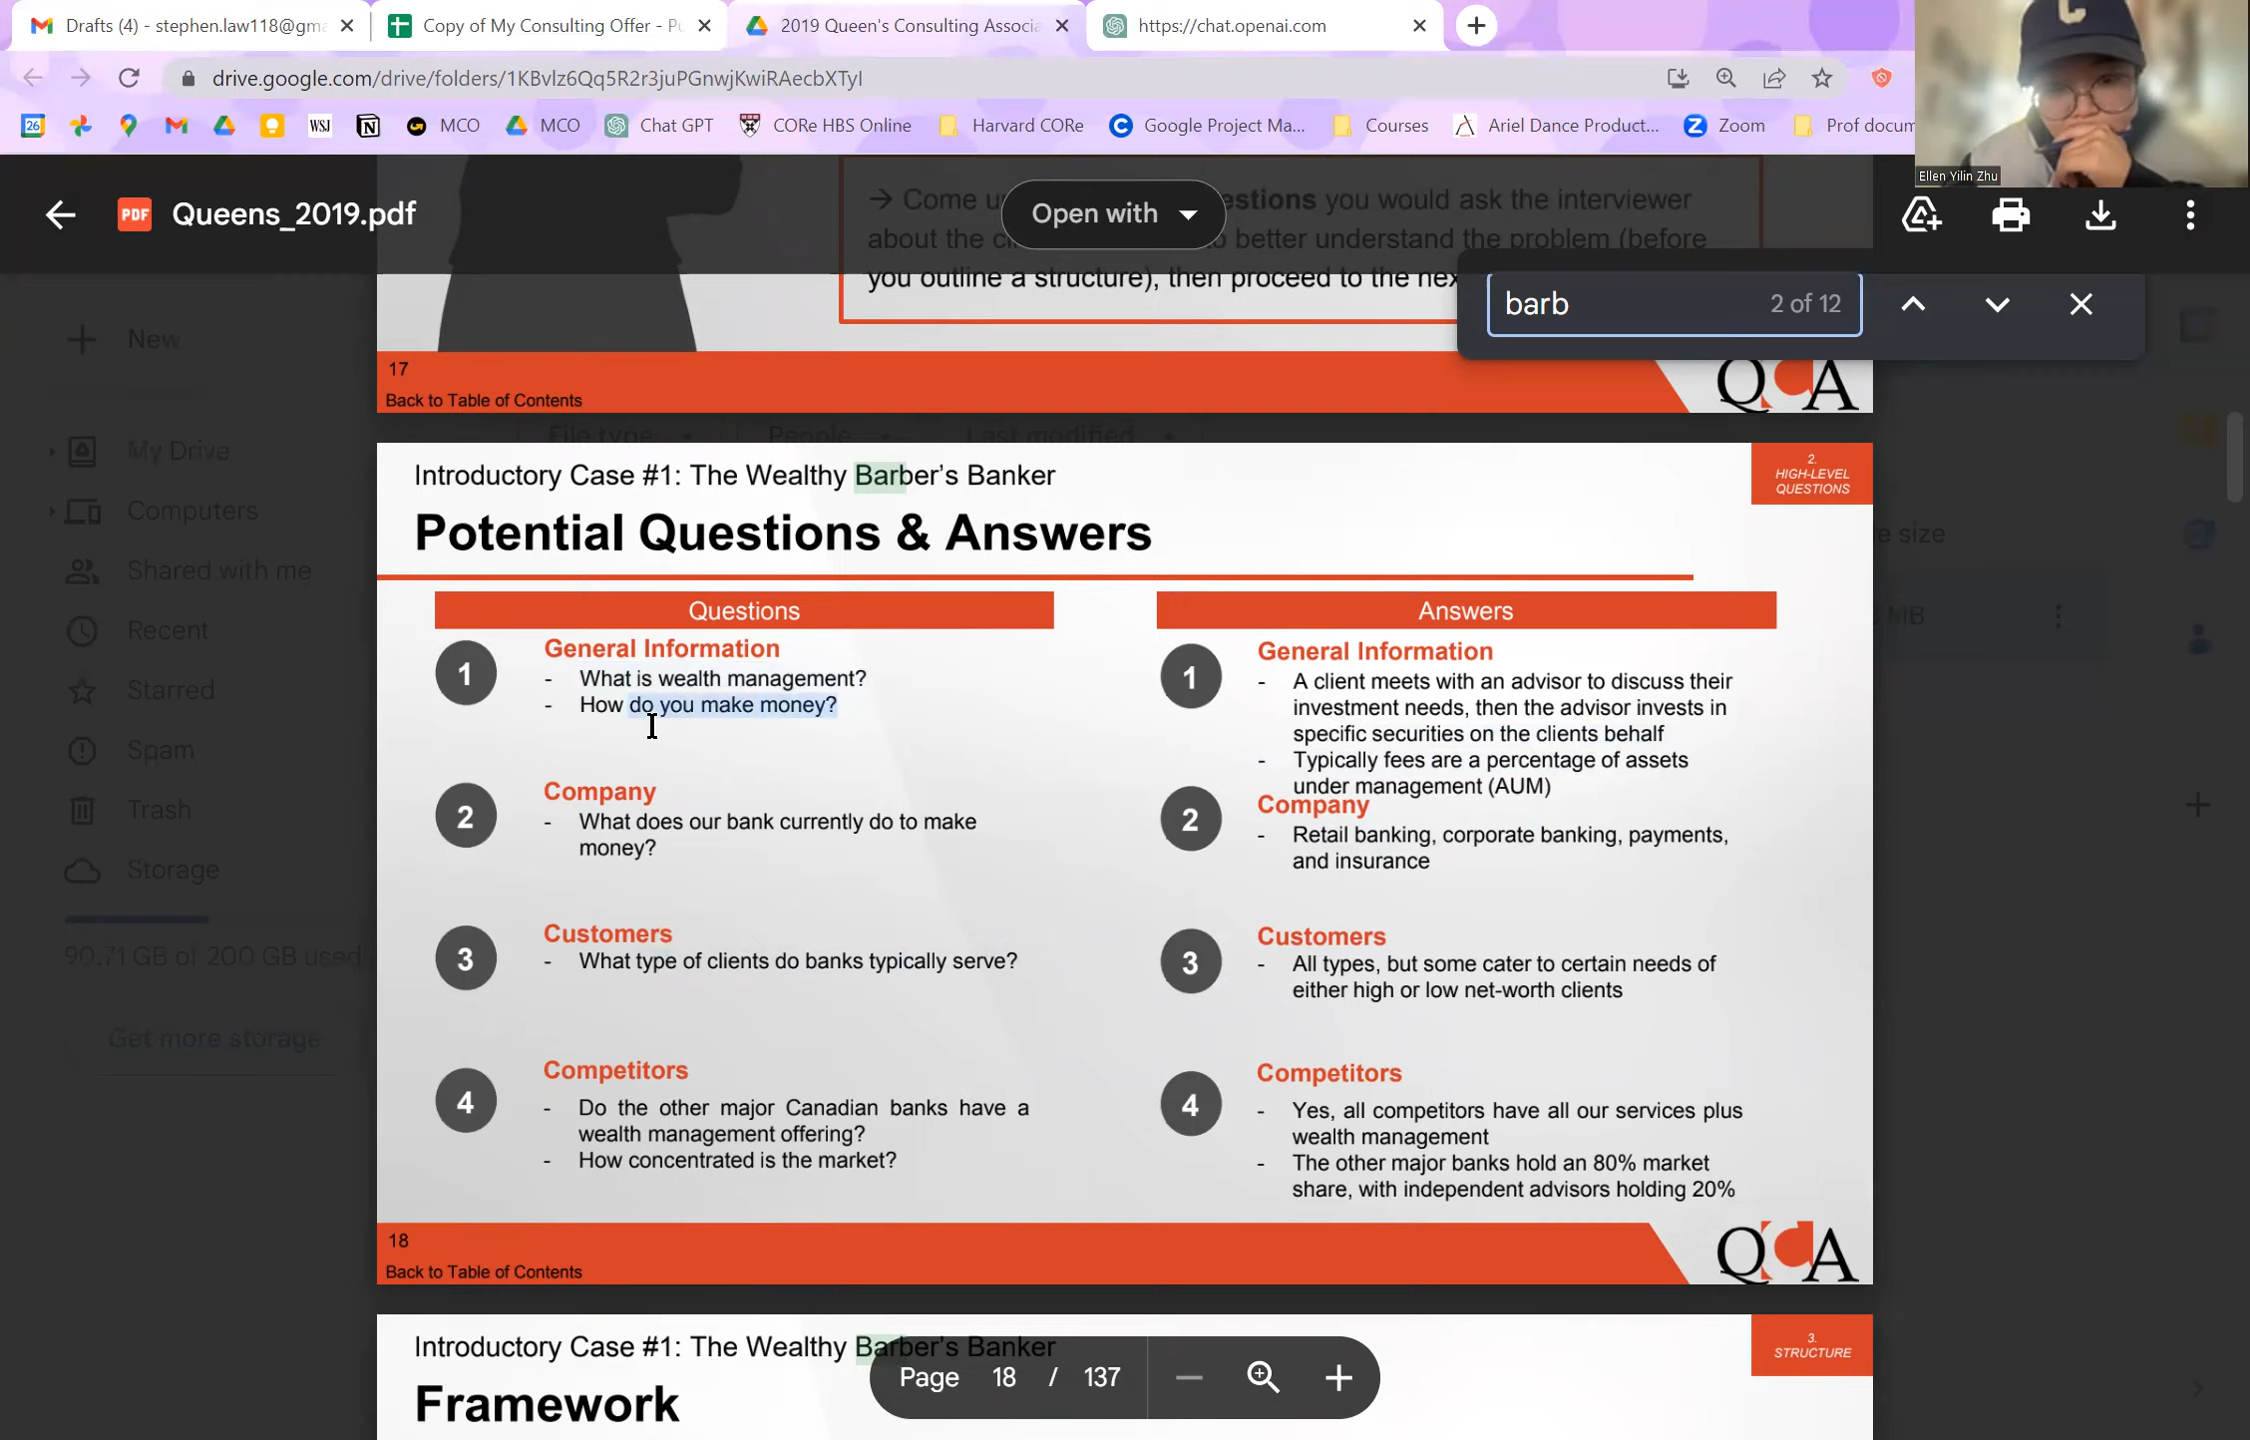 Drafts (4) - stephen.law118@gma
Copy of My Consulting Offer - Pu
2019 Queen's Consulting Associa
https://chat.openai.com
drive.google.com/drive/folders/1KBvlz6Qq5R2r3juPGnwjKwiRAecbXTyI
26
WSJ
MCO
MCO
Chat GPT
CORe HBS Online
Harvard CORe
Google Project Ma...
Courses
Ariel Dance Product...
Zoom
Prof docum
Ellen Yilin Zhu
PDF
Queens_2019.pdf
Open with
barb
2 of 12
→ Come u
estions you would ask the interviewer
about the c
to better understand the problem (before
you outline a structure), then proceed to the nex
17
Back to Table of Contents
QCA
New
My Drive
Computers
Shared with me
Recent
Starred
Spam
Trash
Storage
90.71 GB of 200 GB used
Get more storage
File type
People
Last modified
e size
MB
Introductory Case #1: The Wealthy Barber's Banker
2.
HIGH-LEVEL
QUESTIONS
Potential Questions & Answers
Questions
1
General Information
- What is wealth management?
- How do you make money?
2
Company
- What does our bank currently do to make
money?
3
Customers
- What type of clients do banks typically serve?
4
Competitors
- Do the other major Canadian banks have a
wealth management offering?
- How concentrated is the market?
Answers
1
General Information
- A client meets with an advisor to discuss their
investment needs, then the advisor invests in
specific securities on the clients behalf
- Typically fees are a percentage of assets
under management (AUM)
2
Company
- Retail banking, corporate banking, payments,
and insurance
3
Customers
- All types, but some cater to certain needs of
either high or low net-worth clients
4
Competitors
- Yes, all competitors have all our services plus
wealth management
- The other major banks hold an 80% market
share, with independent advisors holding 20%
18
Back to Table of Contents
QCA
Introductory Case #1: The Wealthy Barber's Banker
3.
STRUCTURE
Framework
Page 18 / 137